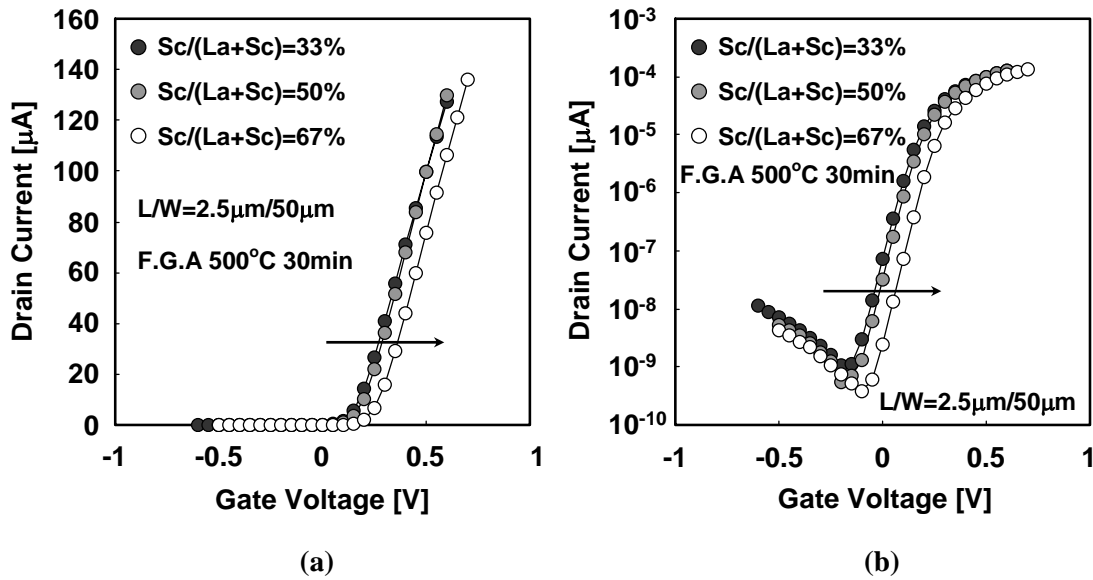 160
140
120
100
80
60
40
20
0
Drain Current [μA]
Sc/(La+Sc)=33%
Sc/(La+Sc)=50%
Sc/(La+Sc)=67%
L/W=2.5μm/50μm
F.G.A 500°C 30min
-1 -0.5 0 0.5 1
Gate Voltage [V]
(a)
10-3
10-4
10-5
10-6
10-7
10-8
10-9
10-10
Drain Current [μA]
Sc/(La+Sc)=33%
Sc/(La+Sc)=50%
Sc/(La+Sc)=67%
F.G.A 500°C 30min
L/W=2.5μm/50μm
-1 -0.5 0 0.5 1
Gate Voltage [V]
(b)